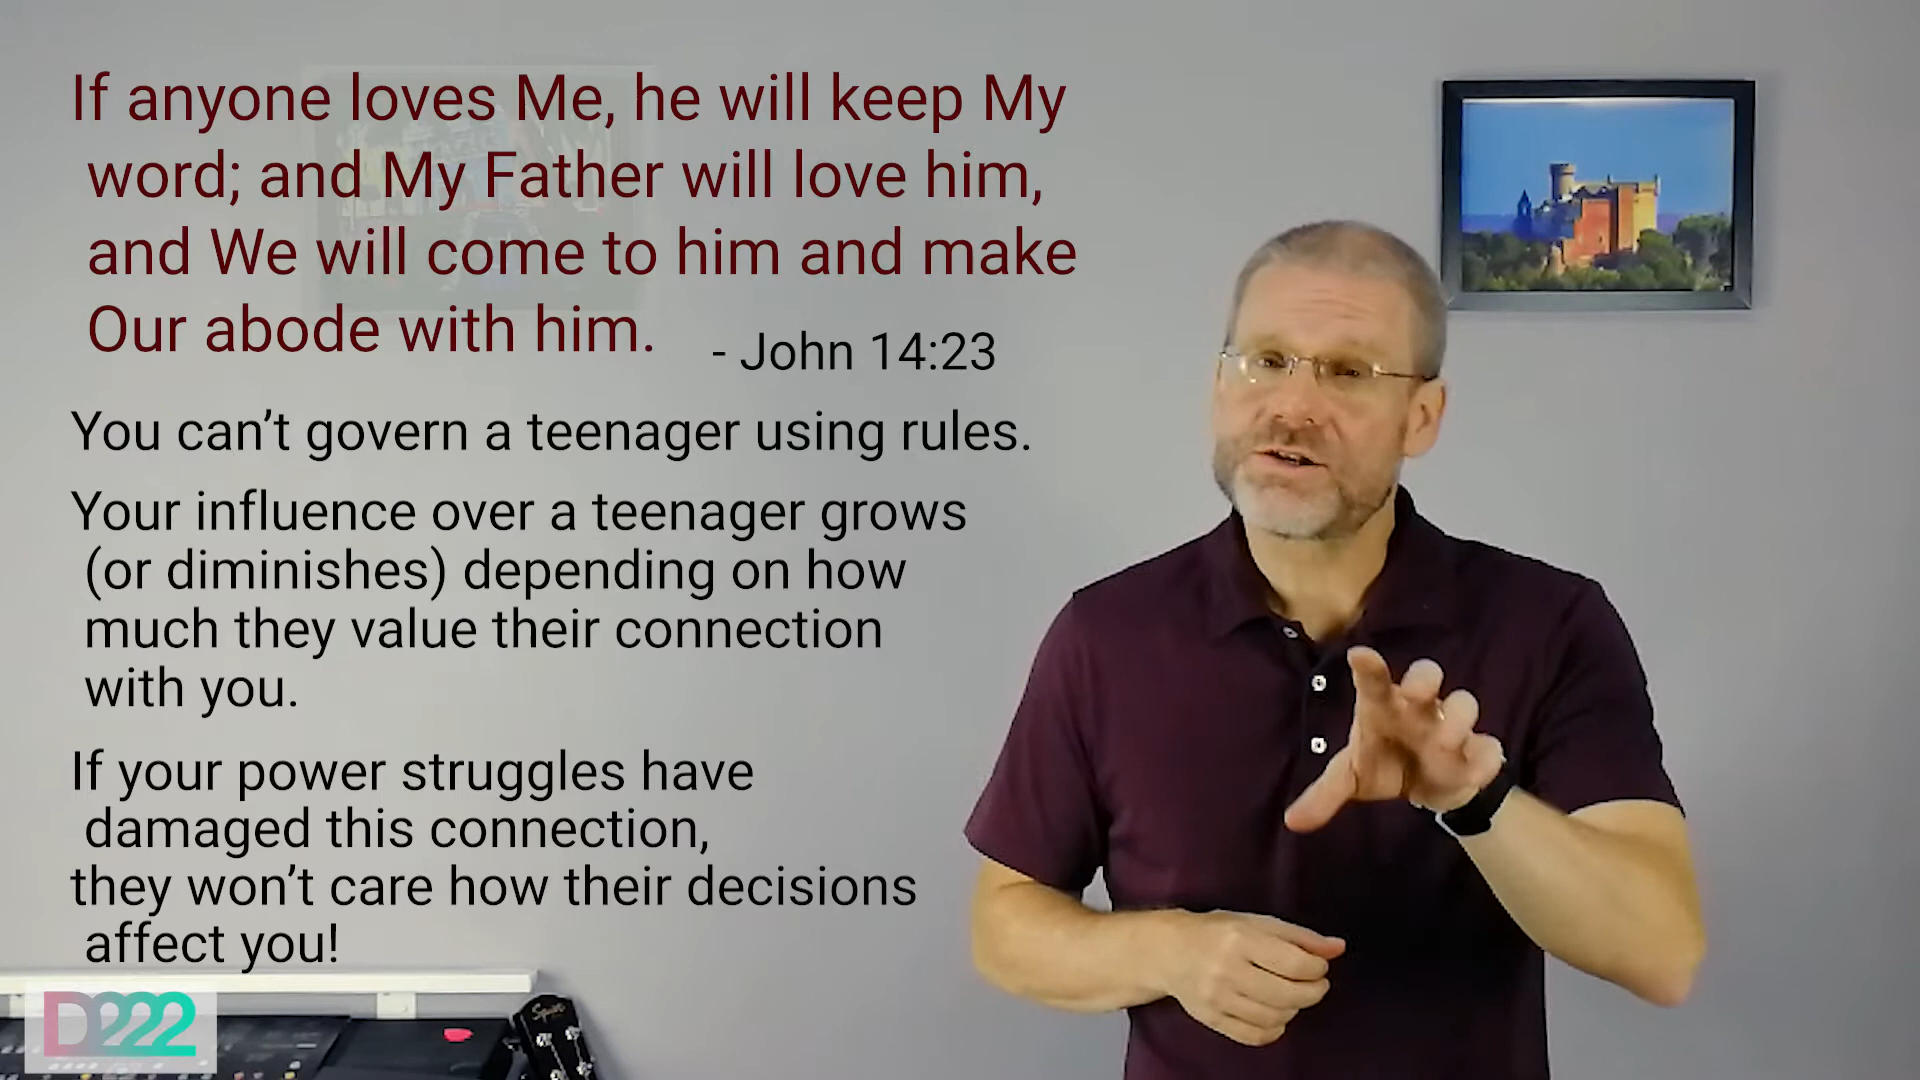 If anyone loves Me, he will keep My
word; and My Father will love him,
and We will come to him and make
Our abode with him.
- John 14:23
You can’t govern a teenager using rules.
Your influence over a teenager grows
(or diminishes) depending on how
much they value their connection
with you.
If your power struggles have
damaged this connection,
they won’t care how their decisions
affect you!
D222
Squier